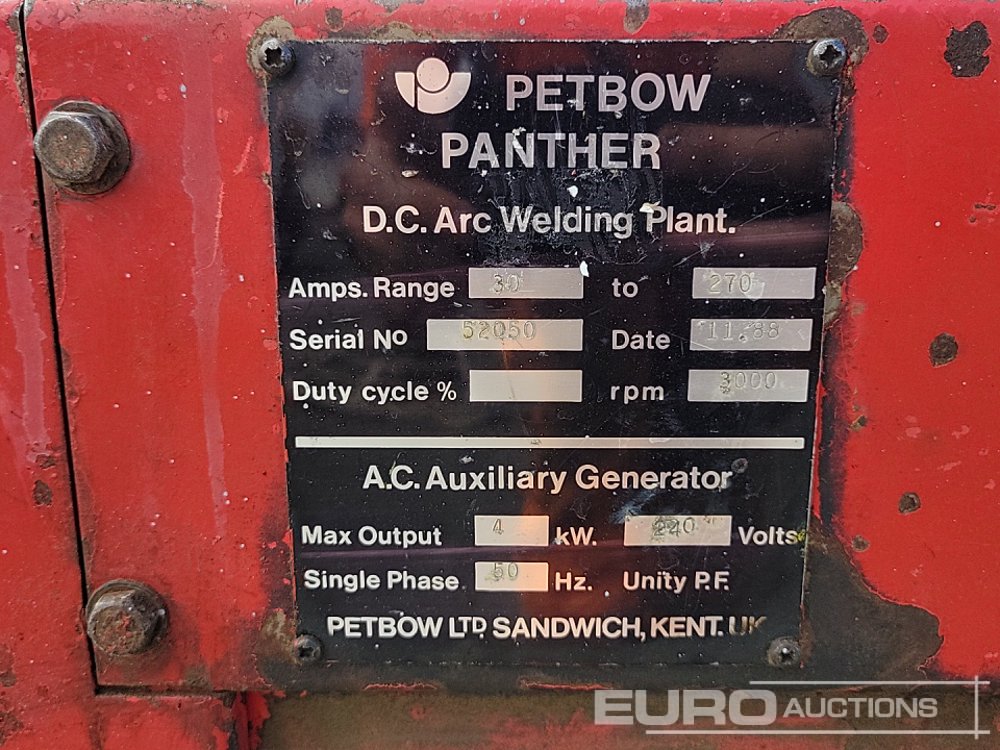 PETBOW
PANTHER
D.C. Arc Welding Plant.
Amps. Range 30 to 270
Serial No 52050 Date 11.88
Duty cycle % rpm 3000
A.C. Auxiliary Generator
Max Output 4 kW. 240 Volts
Single Phase 50 Hz. Unity P.F.
PETBOW LTD SANDWICH, KENT. UK
EURO AUCTIONS